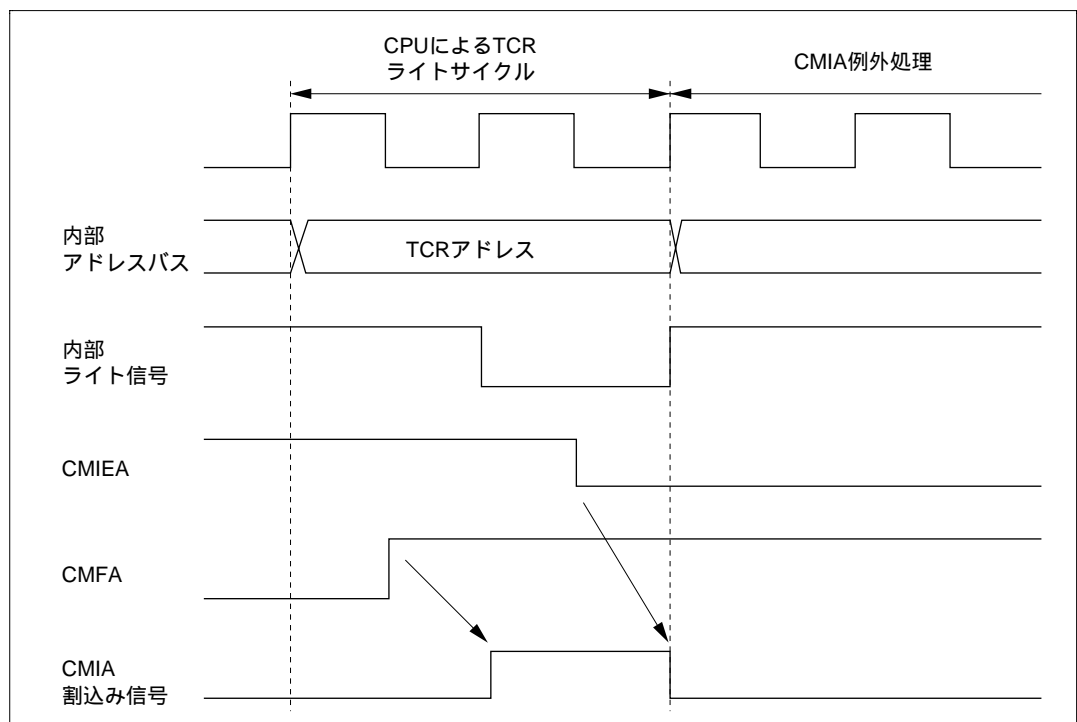 CPUによるTCR
ライトサイクル
CMIA例外処理
内部
アドレスバス
TCRアドレス
内部
ライト信号
CMIEA
CMFA
CMIA
割込み信号